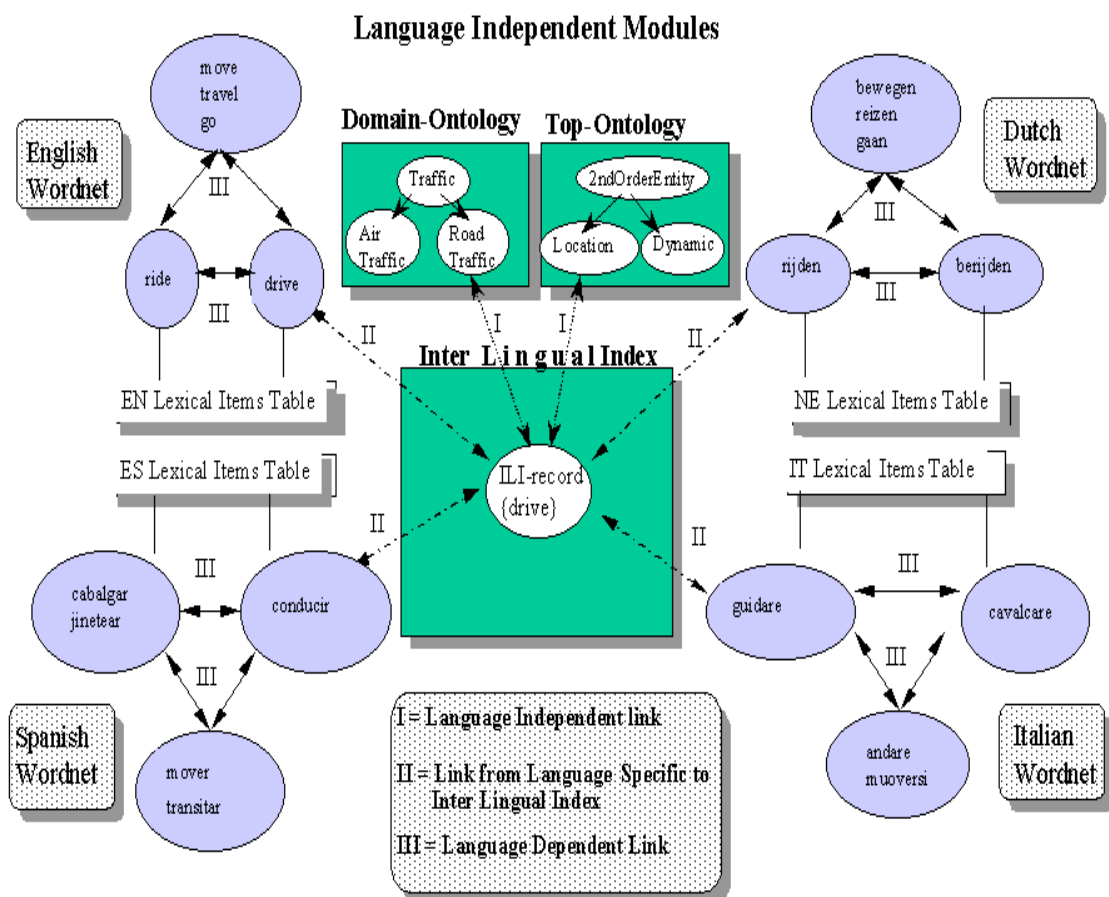 Language Independent Modules
move
travel
go
English
Wordnet
III
ride
drive
III
EN Lexical Items Table
Domain-Ontology
Traffic
Air
Traffic
Road
Traffic
Top-Ontology
2ndOrderEntity
Location
Dynamic
bewegen
reizen
gaan
Dutch
Wordnet
III
rijden
berijden
III
NE Lexical Items Table
I
I
II
II
Inter Lingual Index
ILI-record
{drive}
II
II
ES Lexical Items Table
III
cabalgar
jinetear
conducir
III
Spanish
Wordnet
mover
transitar
IT Lexical Items Table
III
guidare
cavalcare
III
andare
muoversi
Italian
Wordnet
I = Language Independent link
II = Link from Language Specific to
Inter Lingual Index
III = Language Dependent Link